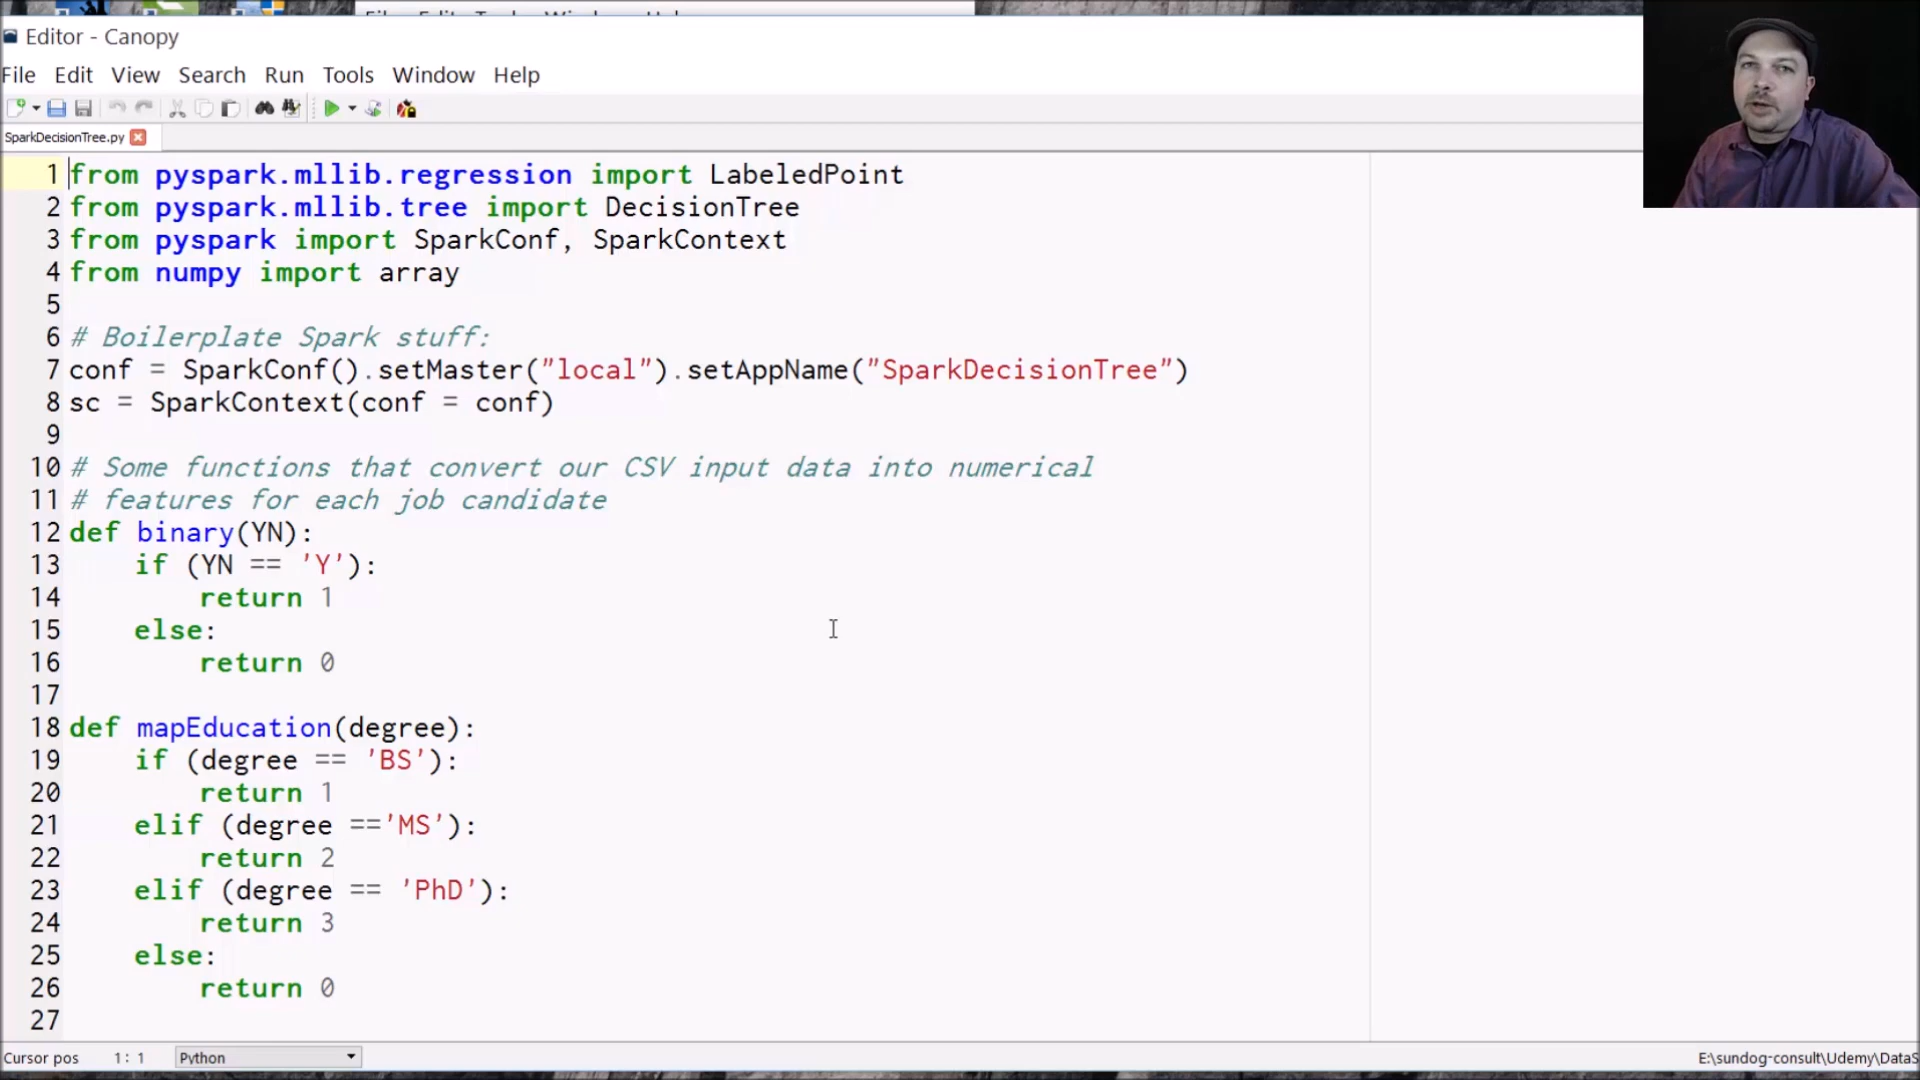 Editor - Canopy
File Edit View Search Run Tools Window Help
SparkDecisionTree.py
1 from pyspark.mllib.regression import LabeledPoint
2 from pyspark.mllib.tree import DecisionTree
3 from pyspark import SparkConf, SparkContext
4 from numpy import array
5
6 # Boilerplate Spark stuff:
7 conf = SparkConf().setMaster("local").setAppName("SparkDecisionTree")
8 sc = SparkContext(conf = conf)
9
10 # Some functions that convert our CSV input data into numerical
11 # features for each job candidate
12 def binary(YN):
13     if (YN == 'Y'):
14         return 1
15     else:
16         return 0
17
18 def mapEducation(degree):
19     if (degree == 'BS'):
20         return 1
21     elif (degree =='MS'):
22         return 2
23     elif (degree == 'PhD'):
24         return 3
25     else:
26         return 0
27
Cursor pos 1: 1 Python E:\sundog-consult\Udemy\DataS